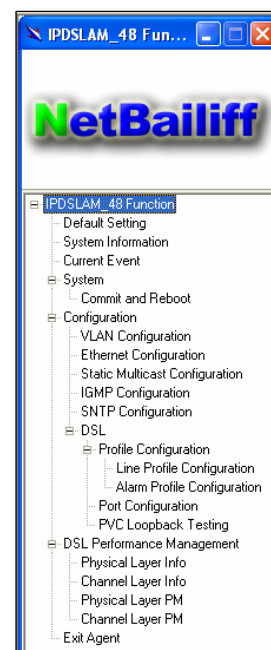 IPDSLAM_48 Fun...
NetBailiff
IPDSLAM_48 Function
Default Setting
System Information
Current Event
System
Commit and Reboot
Configuration
VLAN Configuration
Ethernet Configuration
Static Multicast Configuration
IGMP Configuration
SNTP Configuration
DSL
Profile Configuration
Line Profile Configuration
Alarm Profile Configuration
Port Configuration
PVC Loopback Testing
DSL Performance Management
Physical Layer Info
Channel Layer Info
Physical Layer PM
Channel Layer PM
Exit Agent